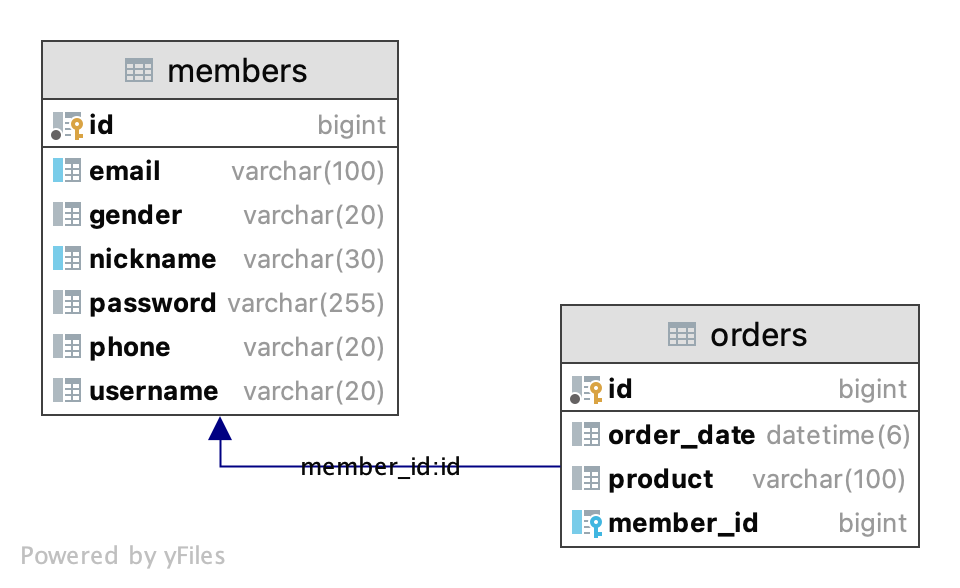 members
id bigint
email varchar(100)
gender varchar(20)
nickname varchar(30)
password varchar(255)
phone varchar(20)
username varchar(20)
member_id:id
orders
id bigint
order_date datetime(6)
product varchar(100)
member_id bigint
Powered by yFiles